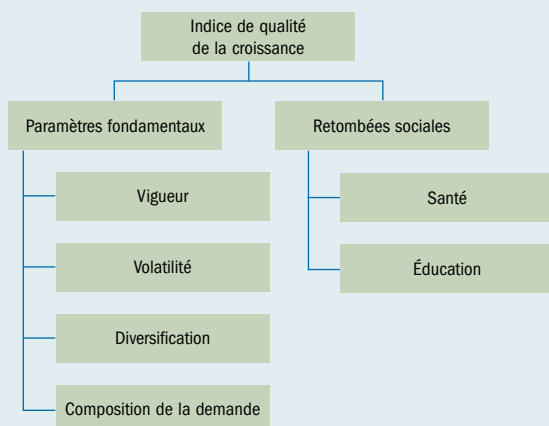 Indice de qualité
de la croissance
Paramètres fondamentaux
Retombées sociales
Vigueur
Santé
Volatilité
Éducation
Diversification
Composition de la demande